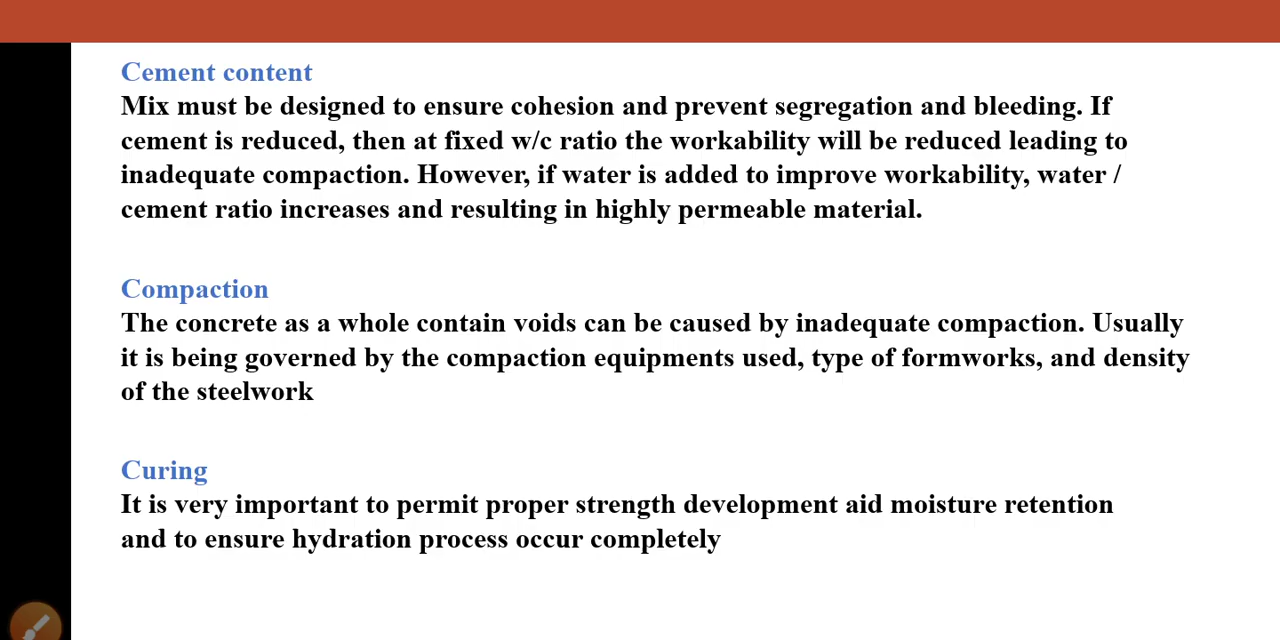 Cement content
Mix must be designed to ensure cohesion and prevent segregation and bleeding. If
cement is reduced, then at fixed w/c ratio the workability will be reduced leading to
inadequate compaction. However, if water is added to improve workability, water /
cement ratio increases and resulting in highly permeable material.
Compaction
The concrete as a whole contain voids can be caused by inadequate compaction. Usually
it is being governed by the compaction equipments used, type of formworks, and density
of the steelwork
Curing
It is very important to permit proper strength development aid moisture retention
and to ensure hydration process occur completely